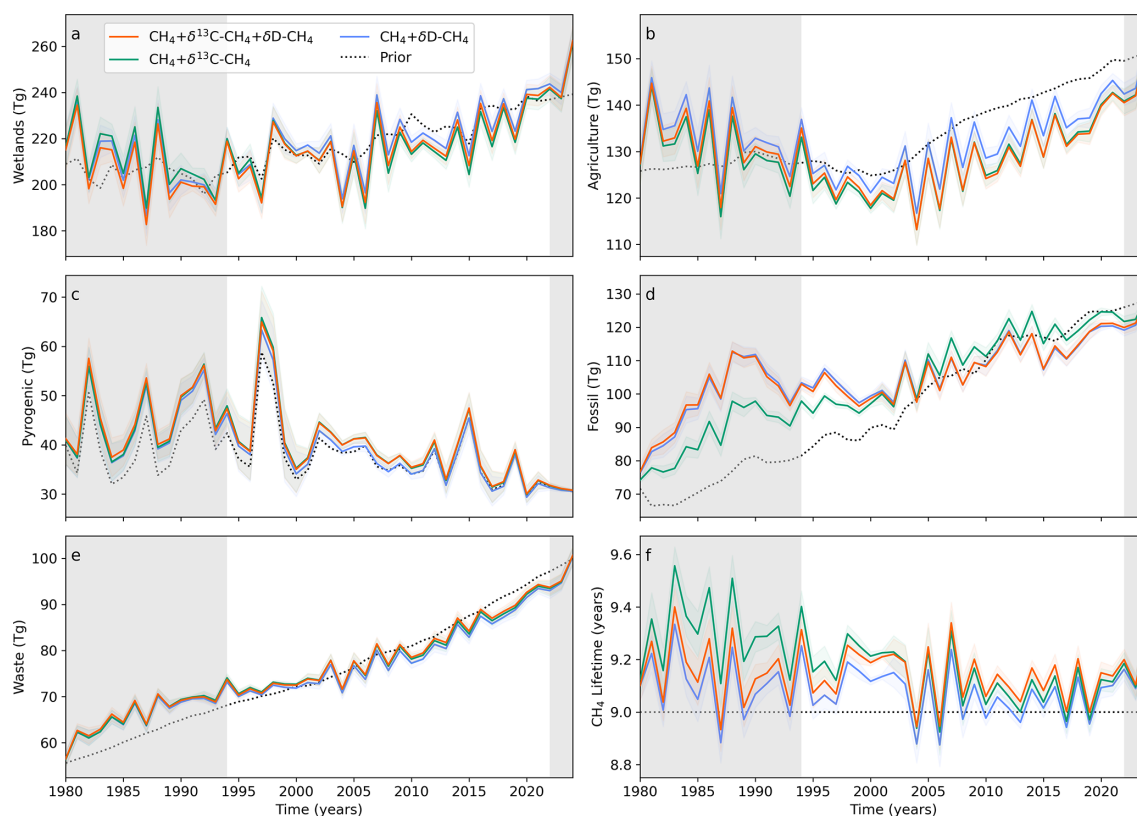 a
CH₄+δ¹³C-CH₄+δD-CH₄
CH₄+δD-CH₄
CH₄+δ¹³C-CH₄
Prior
260
240
220
200
180
Wetlands (Tg)
b
150
140
130
120
110
Agriculture (Tg)
c
70
60
50
40
30
Pyrogenic (Tg)
d
130
120
110
100
90
80
70
Fossil (Tg)
e
100
90
80
70
60
Waste (Tg)
1980 1985 1990 1995 2000 2005 2010 2015 2020
Time (years)
f
9.6
9.4
9.2
9.0
8.8
CH₄ Lifetime (years)
1980 1985 1990 1995 2000 2005 2010 2015 2020
Time (years)